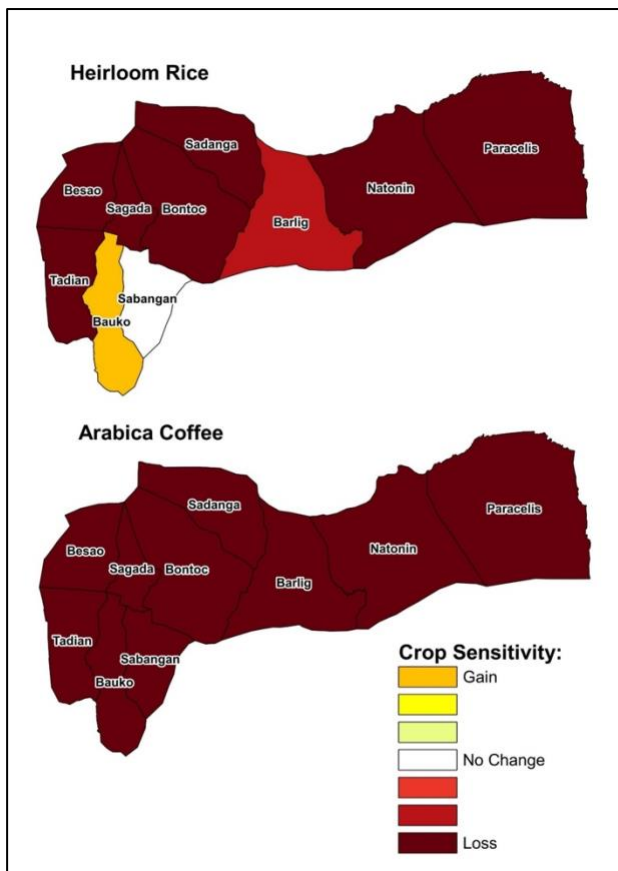 Heirloom Rice
Sadanga
Paracelis
Besao
Natonin
Sagada
Bontoc
Barlig
Tadian
Sabangan
Bauko
Arabica Coffee
Sadanga
Paracelis
Besao
Natonin
Sagada
Bontoc
Barlig
Tadian
Sabangan
Bauko
Crop Sensitivity:
Gain
No Change
Loss